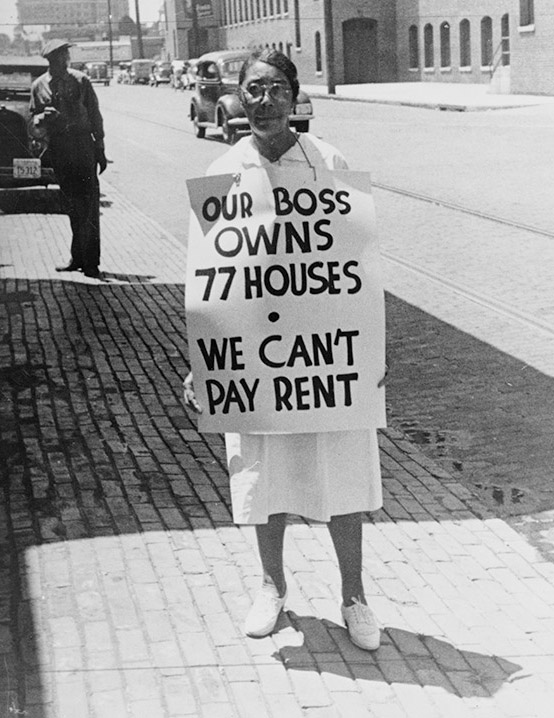 OUR BOSS
OWNS
77 HOUSES
•
WE CAN'T
PAY RENT